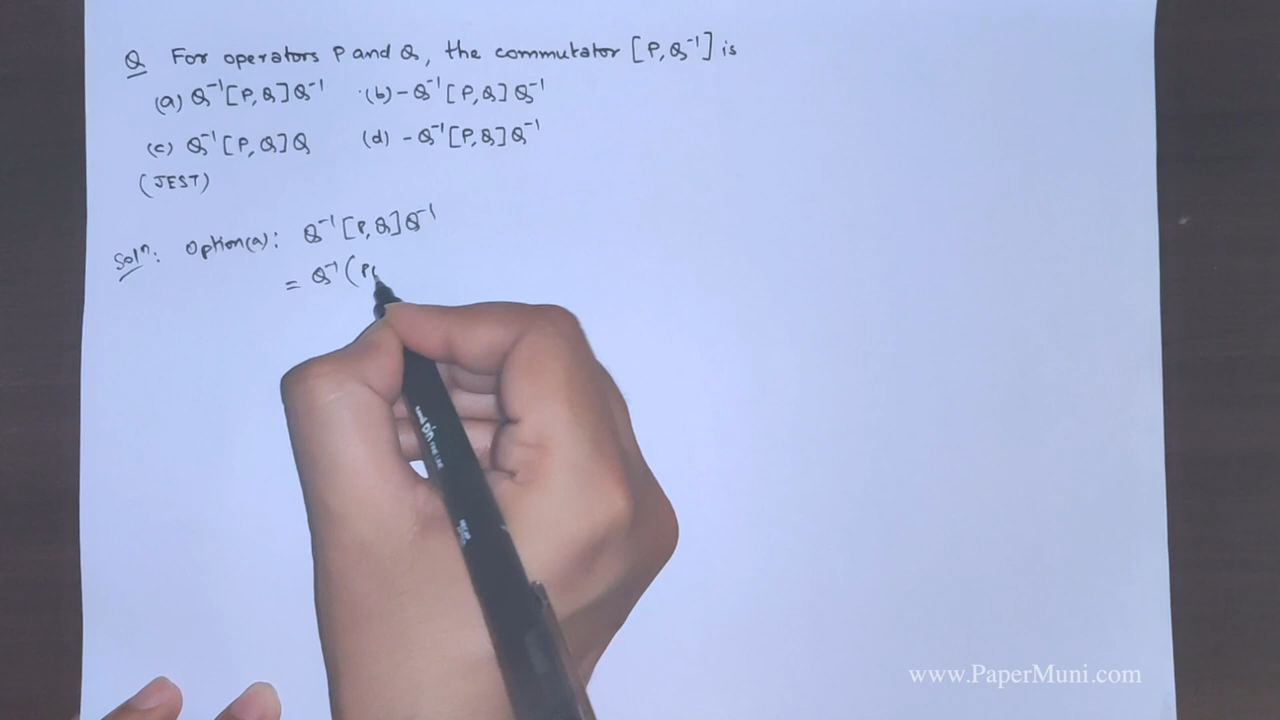 Q For operators P and Q, the commutator [P, Q⁻¹] is
(a) Q⁻¹[P, Q]Q⁻¹ (b) -Q⁻¹[P, Q]Q⁻¹
(c) Q⁻¹[P, Q]Q (d) -Q⁻¹[P, Q]Q⁻¹
(JEST)
Solⁿ: Option(a): Q⁻¹[P, Q]Q⁻¹
= Q⁻¹(P
www.PaperMuni.com